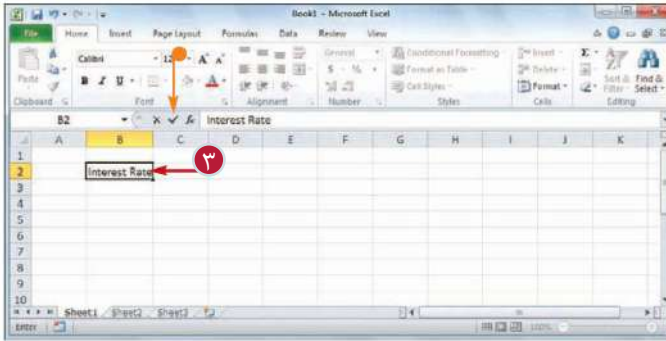 Book1 - Microsoft Excel
File Home Insert Page Layout Formulas Data Review View
Paste Calibri 12 A A General Conditional Formatting Insert Σ
B I U A $ % Format as Table Delete Sort & Find &
Cell Styles Format Filter Select
Clipboard Font Alignment Number Styles Cells Editing
B2 fx Interest Rate
A B C D E F G H I J K
1
2 Interest Rate ٣
3
4
5
6
7
8
9
10
Sheet1 Sheet2 Sheet3
Enter 100%